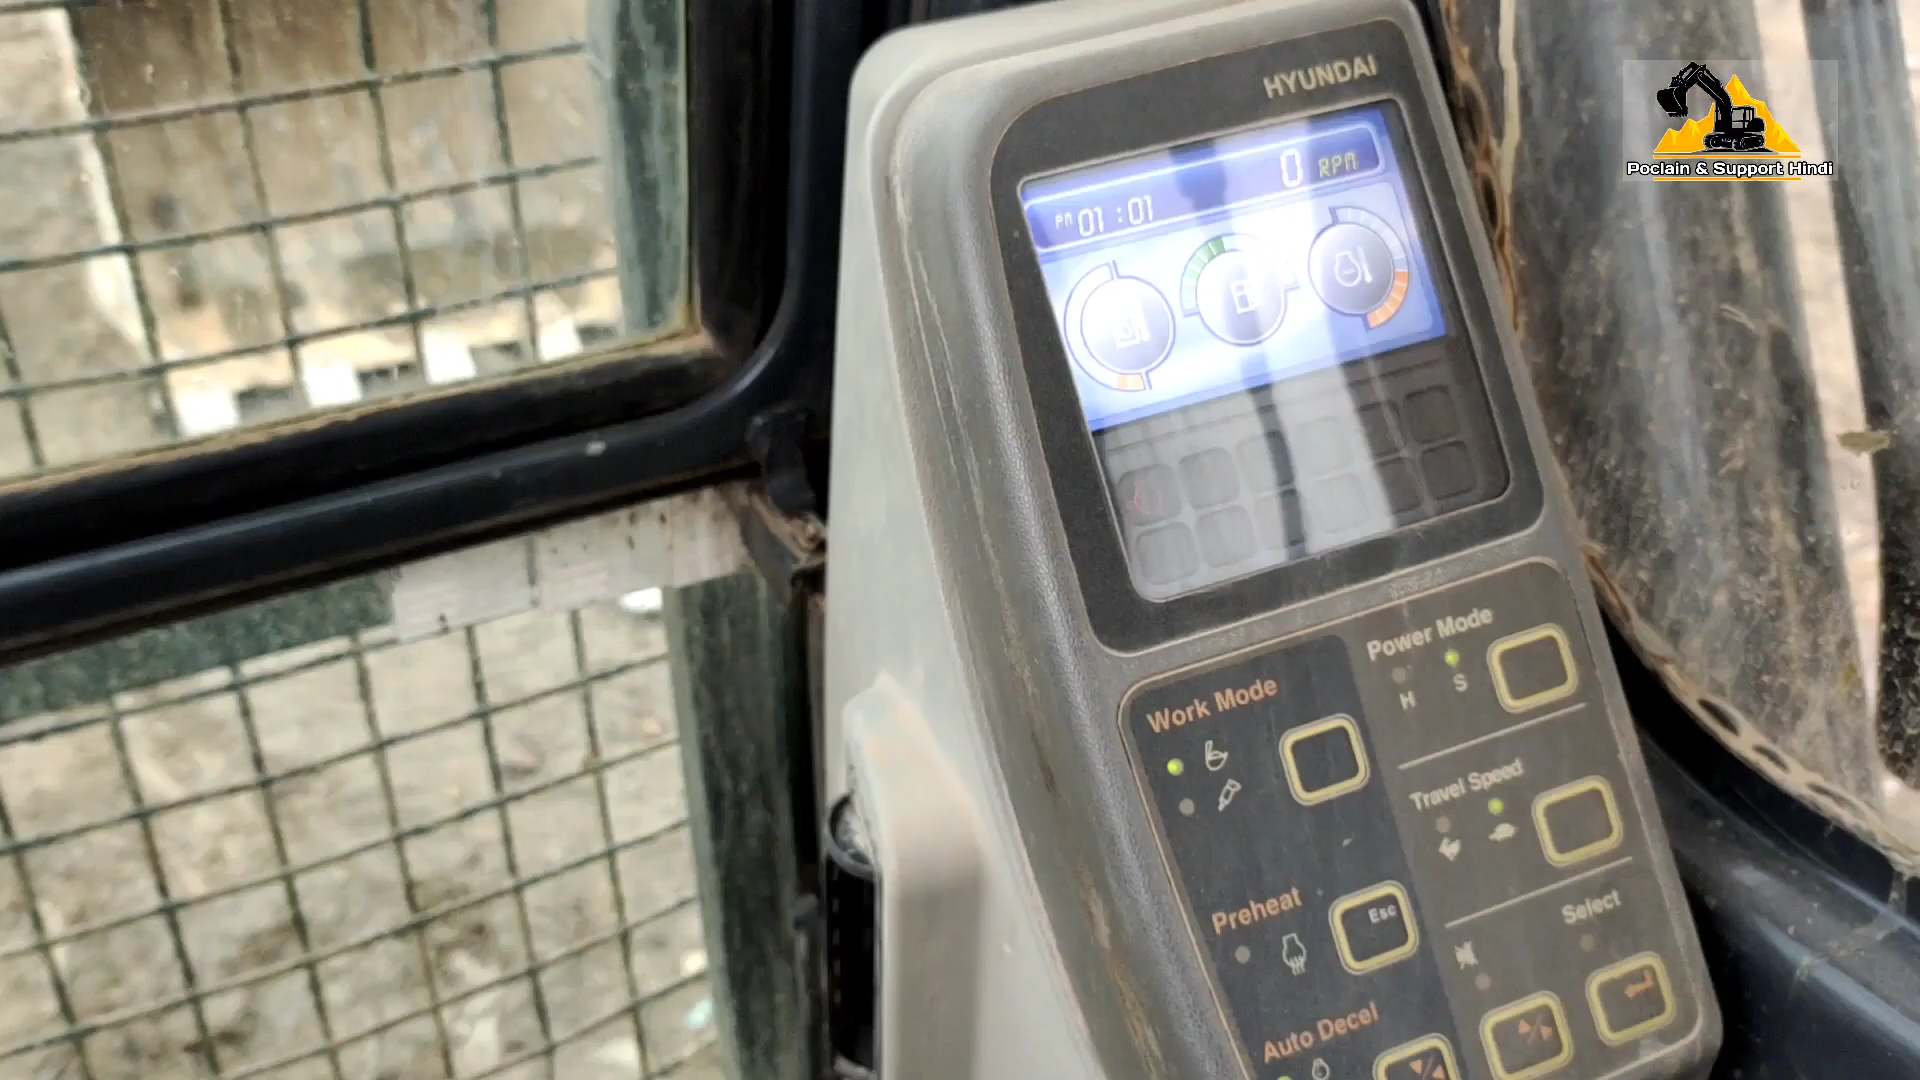 HYUNDAI
0 RPM
PM 01:01
Poclain & Support Hindi
Power Mode
H S
Work Mode
Travel Speed
Preheat
Esc
Select
Auto Decel